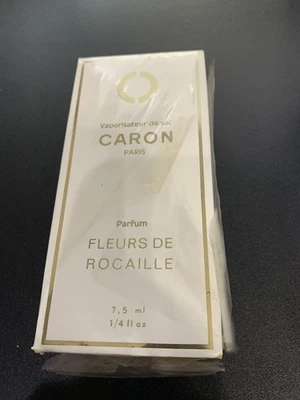 Vaporisateur de sac
CARON
PARIS
Parfum
FLEURS DE
ROCAILLE
7.5 ml
1/4 fl oz